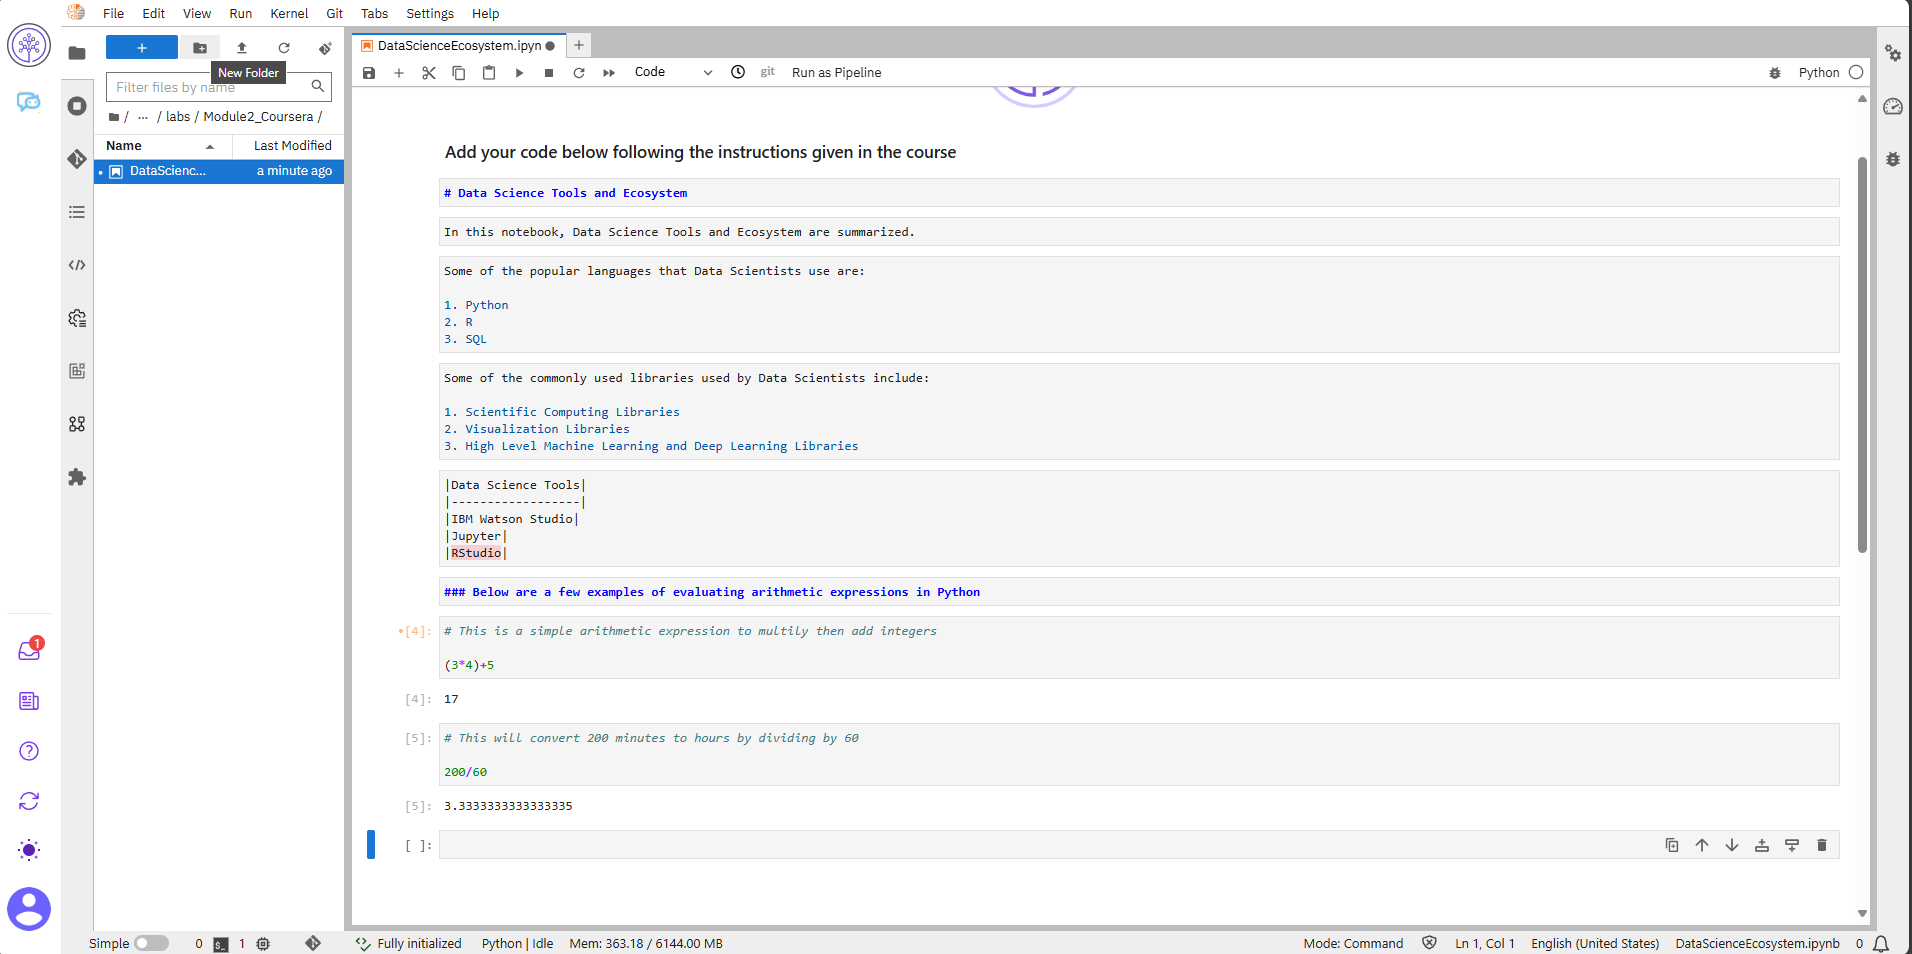 File Edit View Run Kernel Git Tabs Settings Help
DataScienceEcosystem.ipyn
New Folder
Filter files by name
/ ... / labs / Module2_Coursera /
Name Last Modified
DataScienc... a minute ago
Code git Run as Pipeline Python
Add your code below following the instructions given in the course
# Data Science Tools and Ecosystem
In this notebook, Data Science Tools and Ecosystem are summarized.
Some of the popular languages that Data Scientists use are:
1. Python
2. R
3. SQL
Some of the commonly used libraries used by Data Scientists include:
1. Scientific Computing Libraries
2. Visualization Libraries
3. High Level Machine Learning and Deep Learning Libraries
|Data Science Tools|
|------------------|
|IBM Watson Studio|
|Jupyter|
|RStudio|
### Below are a few examples of evaluating arithmetic expressions in Python
[4]: # This is a simple arithmetic expression to multily then add integers
(3*4)+5
[4]: 17
[5]: # This will convert 200 minutes to hours by dividing by 60
200/60
[5]: 3.3333333333333335
[ ]:
1
Simple 0 $_ 1 Fully initialized Python | Idle Mem: 363.18 / 6144.00 MB Mode: Command Ln 1, Col 1 English (United States) DataScienceEcosystem.ipynb 0